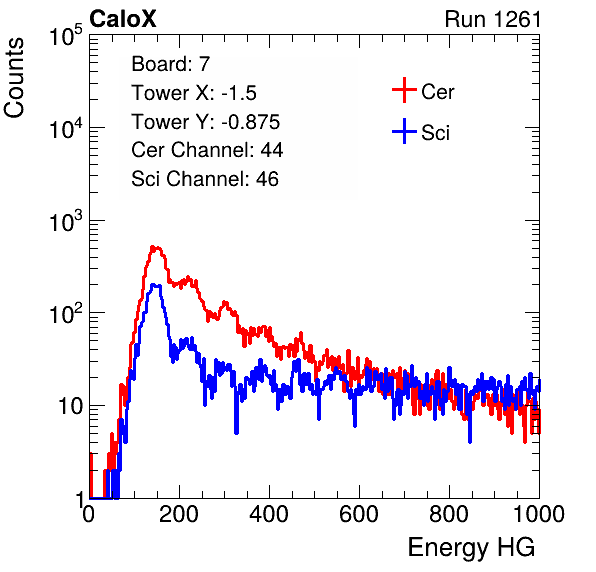 CaloX Run 1261
Counts
10^5
10^4
10^3
10^2
10
1
Board: 7
Tower X: -1.5
Tower Y: -0.875
Cer Channel: 44
Sci Channel: 46
Cer
Sci
0 200 400 600 800 1000
Energy HG